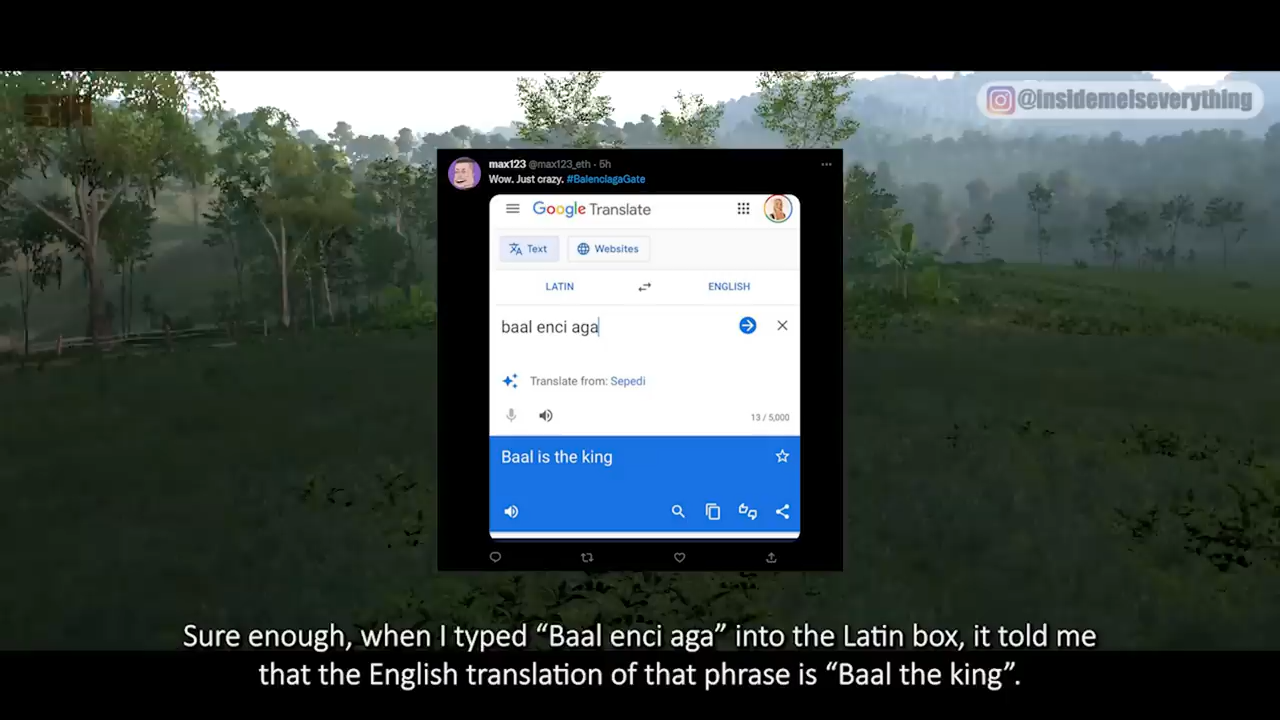 @insidemeiseverything
max123 @max123_eth · 5h
Wow. Just crazy. #BalenciagaGate
Google Translate
Text
Websites
LATIN
ENGLISH
baal enci aga
Translate from: Sepedi
13 / 5,000
Baal is the king
Sure enough, when I typed “Baal enci aga” into the Latin box, it told me
that the English translation of that phrase is “Baal the king”.